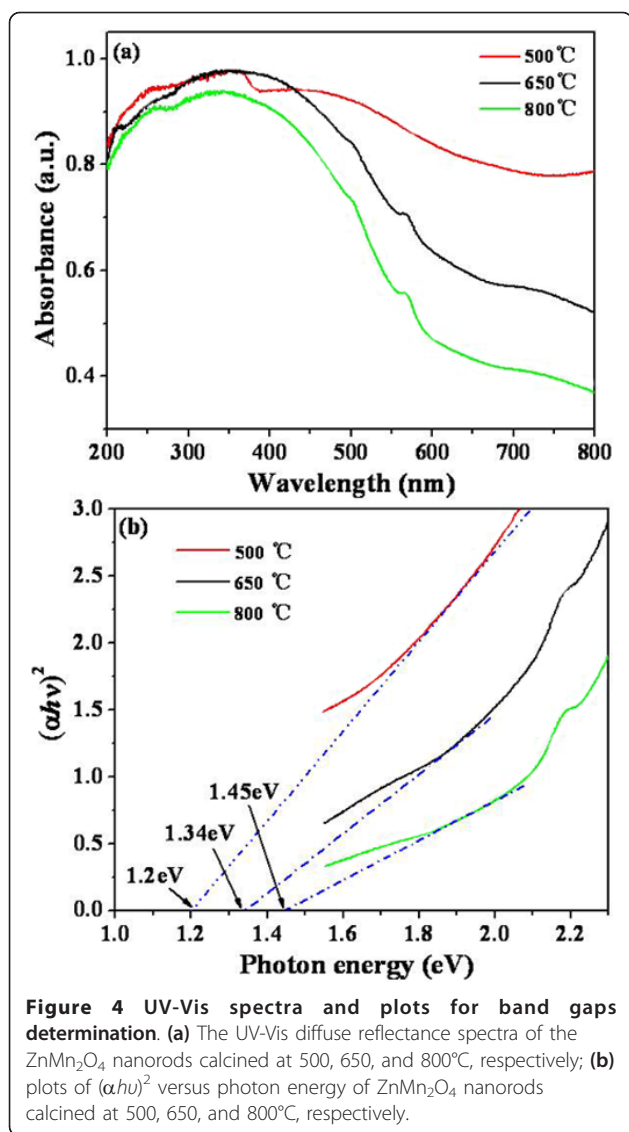 (a)
500 ℃
650 ℃
800 ℃
1.0
0.8
0.6
0.4
Absorbance (a.u.)
200 300 400 500 600 700 800
Wavelength (nm)
(b)
500 ℃
650 ℃
800 ℃
3.0
2.5
2.0
1.5
1.0
0.5
0.0
(αhν)²
1.45eV
1.34eV
1.2eV
1.0 1.2 1.4 1.6 1.8 2.0 2.2
Photon energy (eV)
Figure 4 UV-Vis spectra and plots for band gaps
determination. (a) The UV-Vis diffuse reflectance spectra of the
ZnMn₂O₄ nanorods calcined at 500, 650, and 800°C, respectively; (b)
plots of (αhυ)² versus photon energy of ZnMn₂O₄ nanorods
calcined at 500, 650, and 800°C, respectively.